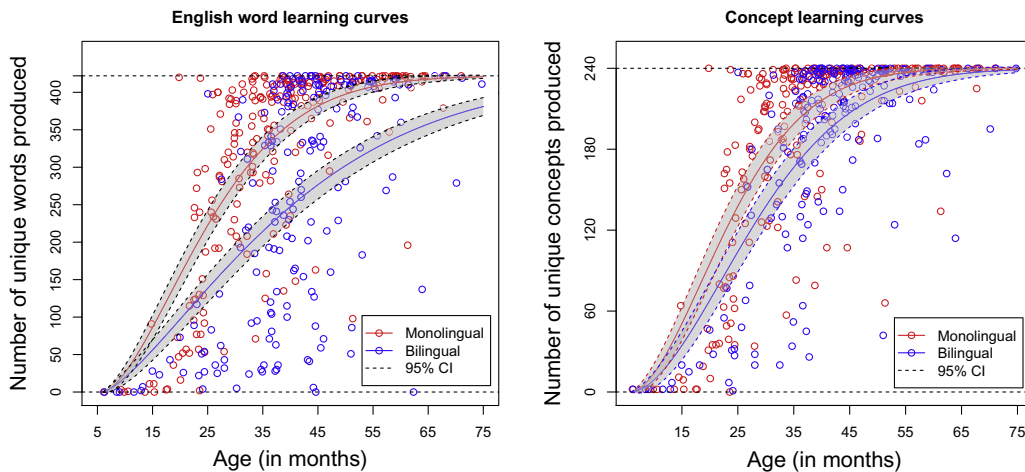 English word learning curves
Number of unique words produced
400
350
300
250
200
150
100
50
0
Monolingual
Bilingual
95% CI
5 15 25 35 45 55 65 75
Age (in months)
Concept learning curves
Number of unique concepts produced
240
180
120
60
0
Monolingual
Bilingual
95% CI
15 25 35 45 55 65 75
Age (in months)